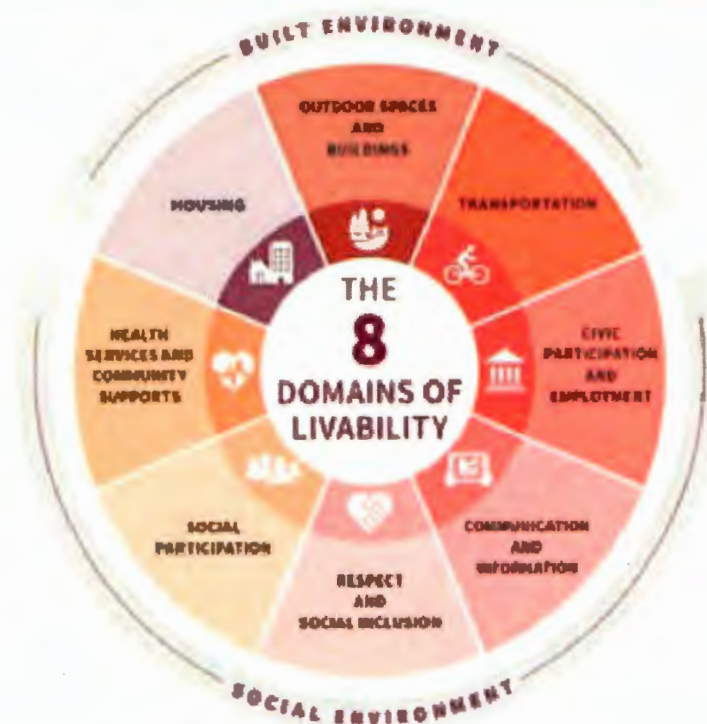 BUILT ENVIRONMENT
OUTDOOR SPACES
AND
BUILDINGS
TRANSPORTATION
CIVIC
PARTICIPATION
AND
EMPLOYMENT
COMMUNICATION
AND
INFORMATION
RESPECT
AND
SOCIAL INCLUSION
SOCIAL
PARTICIPATION
HEALTH
SERVICES AND
COMMUNITY
SUPPORTS
HOUSING
THE
8
DOMAINS OF
LIVABILITY
SOCIAL ENVIRONMENT